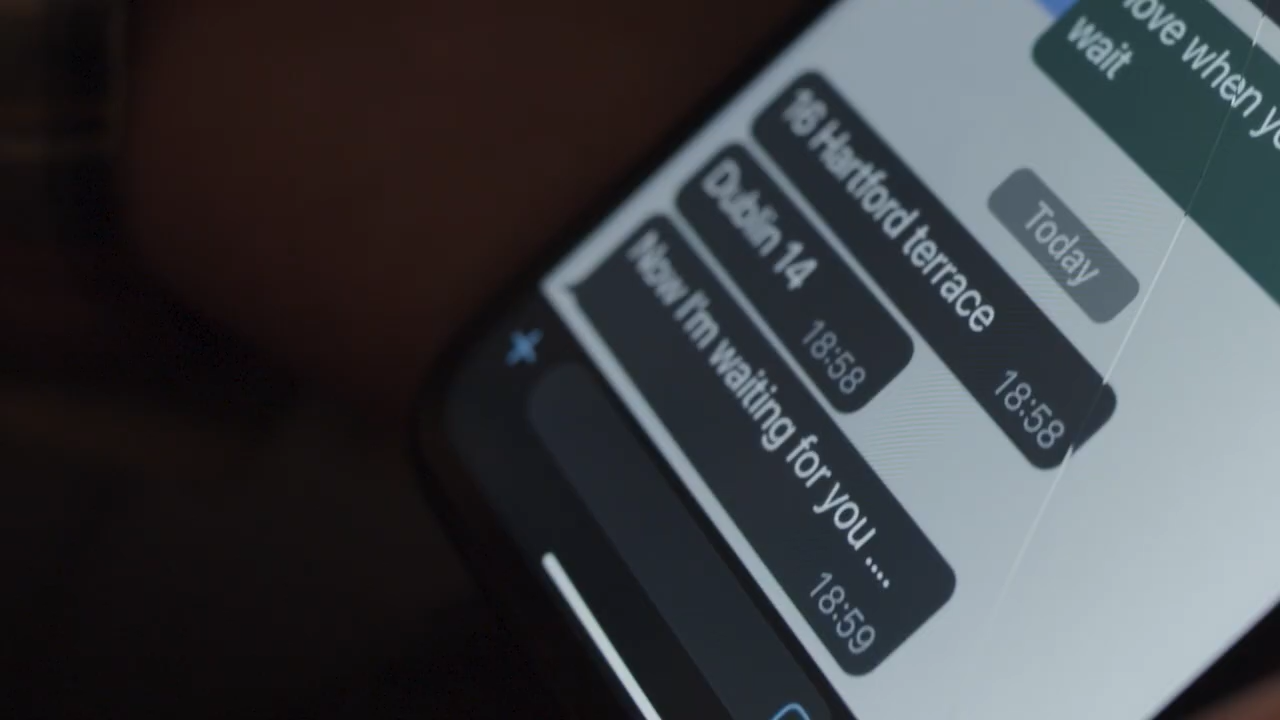 love when yo
wait
Today
16 Hartford terrace
18:58
Dublin 14
18:58
Now I'm waiting for you ....
18:59